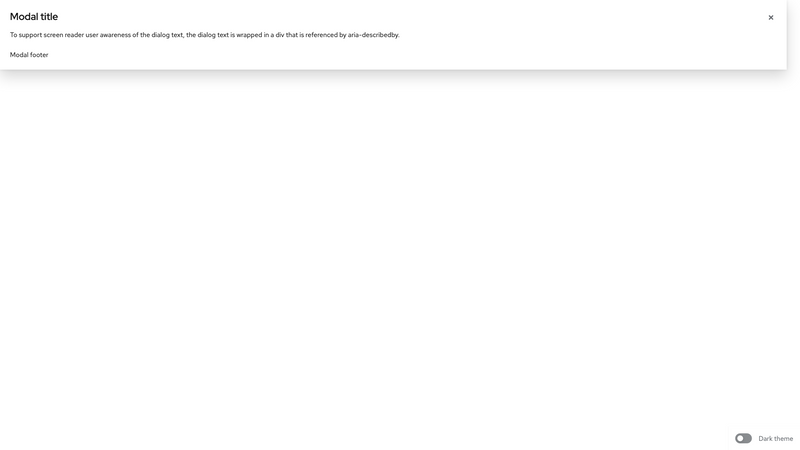 Modal title
To support screen reader user awareness of the dialog text, the dialog text is wrapped in a div that is referenced by aria-describedby.
Modal footer
Dark theme